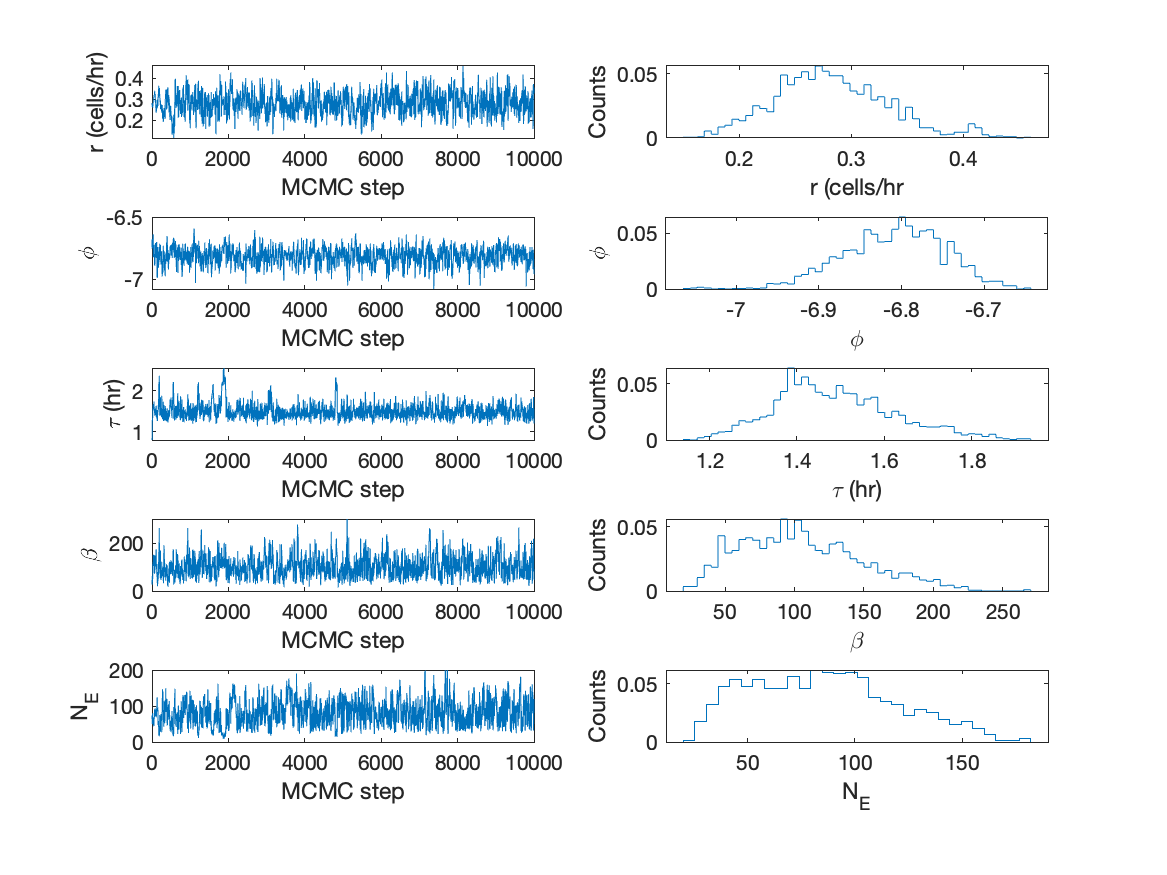 r (cells/hr)
0.4
0.3
0.2
0 2000 4000 6000 8000 10000
MCMC step
Counts
0.05
0
0.2 0.3 0.4
r (cells/hr
ϕ
-6.5
-7
0 2000 4000 6000 8000 10000
MCMC step
ϕ
0.05
0
-7 -6.9 -6.8 -6.7
ϕ
τ (hr)
2
1
0 2000 4000 6000 8000 10000
MCMC step
Counts
0.05
0
1.2 1.4 1.6 1.8
τ (hr)
β
200
0
0 2000 4000 6000 8000 10000
MCMC step
Counts
0.05
0
50 100 150 200 250
β
N_E
200
100
0
0 2000 4000 6000 8000 10000
MCMC step
Counts
0.05
0
50 100 150
N_E